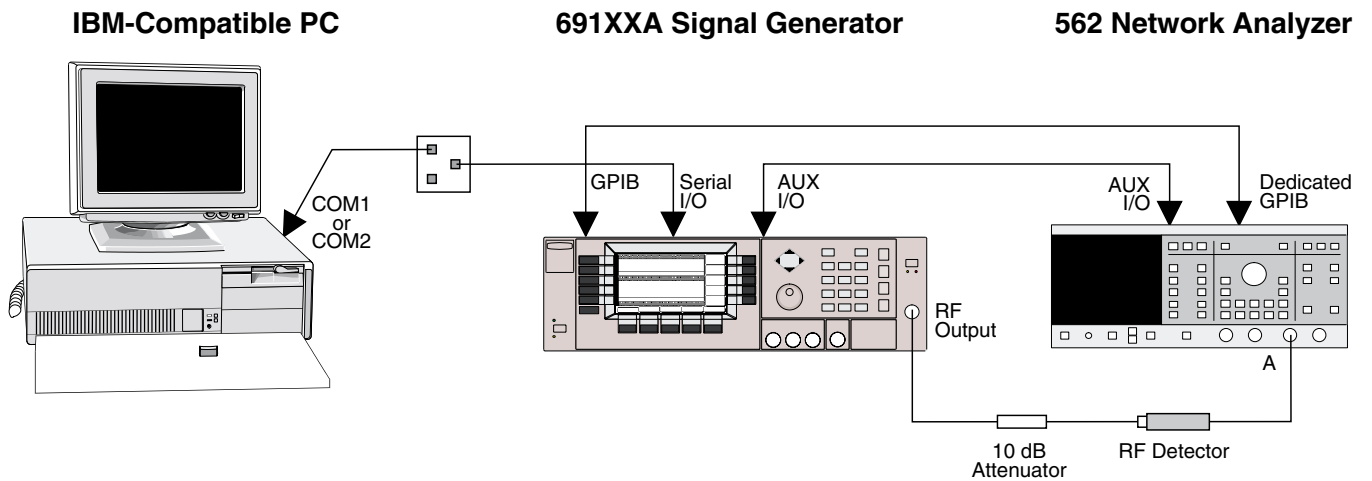 IBM-Compatible PC
691XXA Signal Generator
562 Network Analyzer
COM1
or
COM2
GPIB
Serial
I/O
AUX
I/O
AUX
I/O
Dedicated
GPIB
RF
Output
A
10 dB
Attenuator
RF Detector